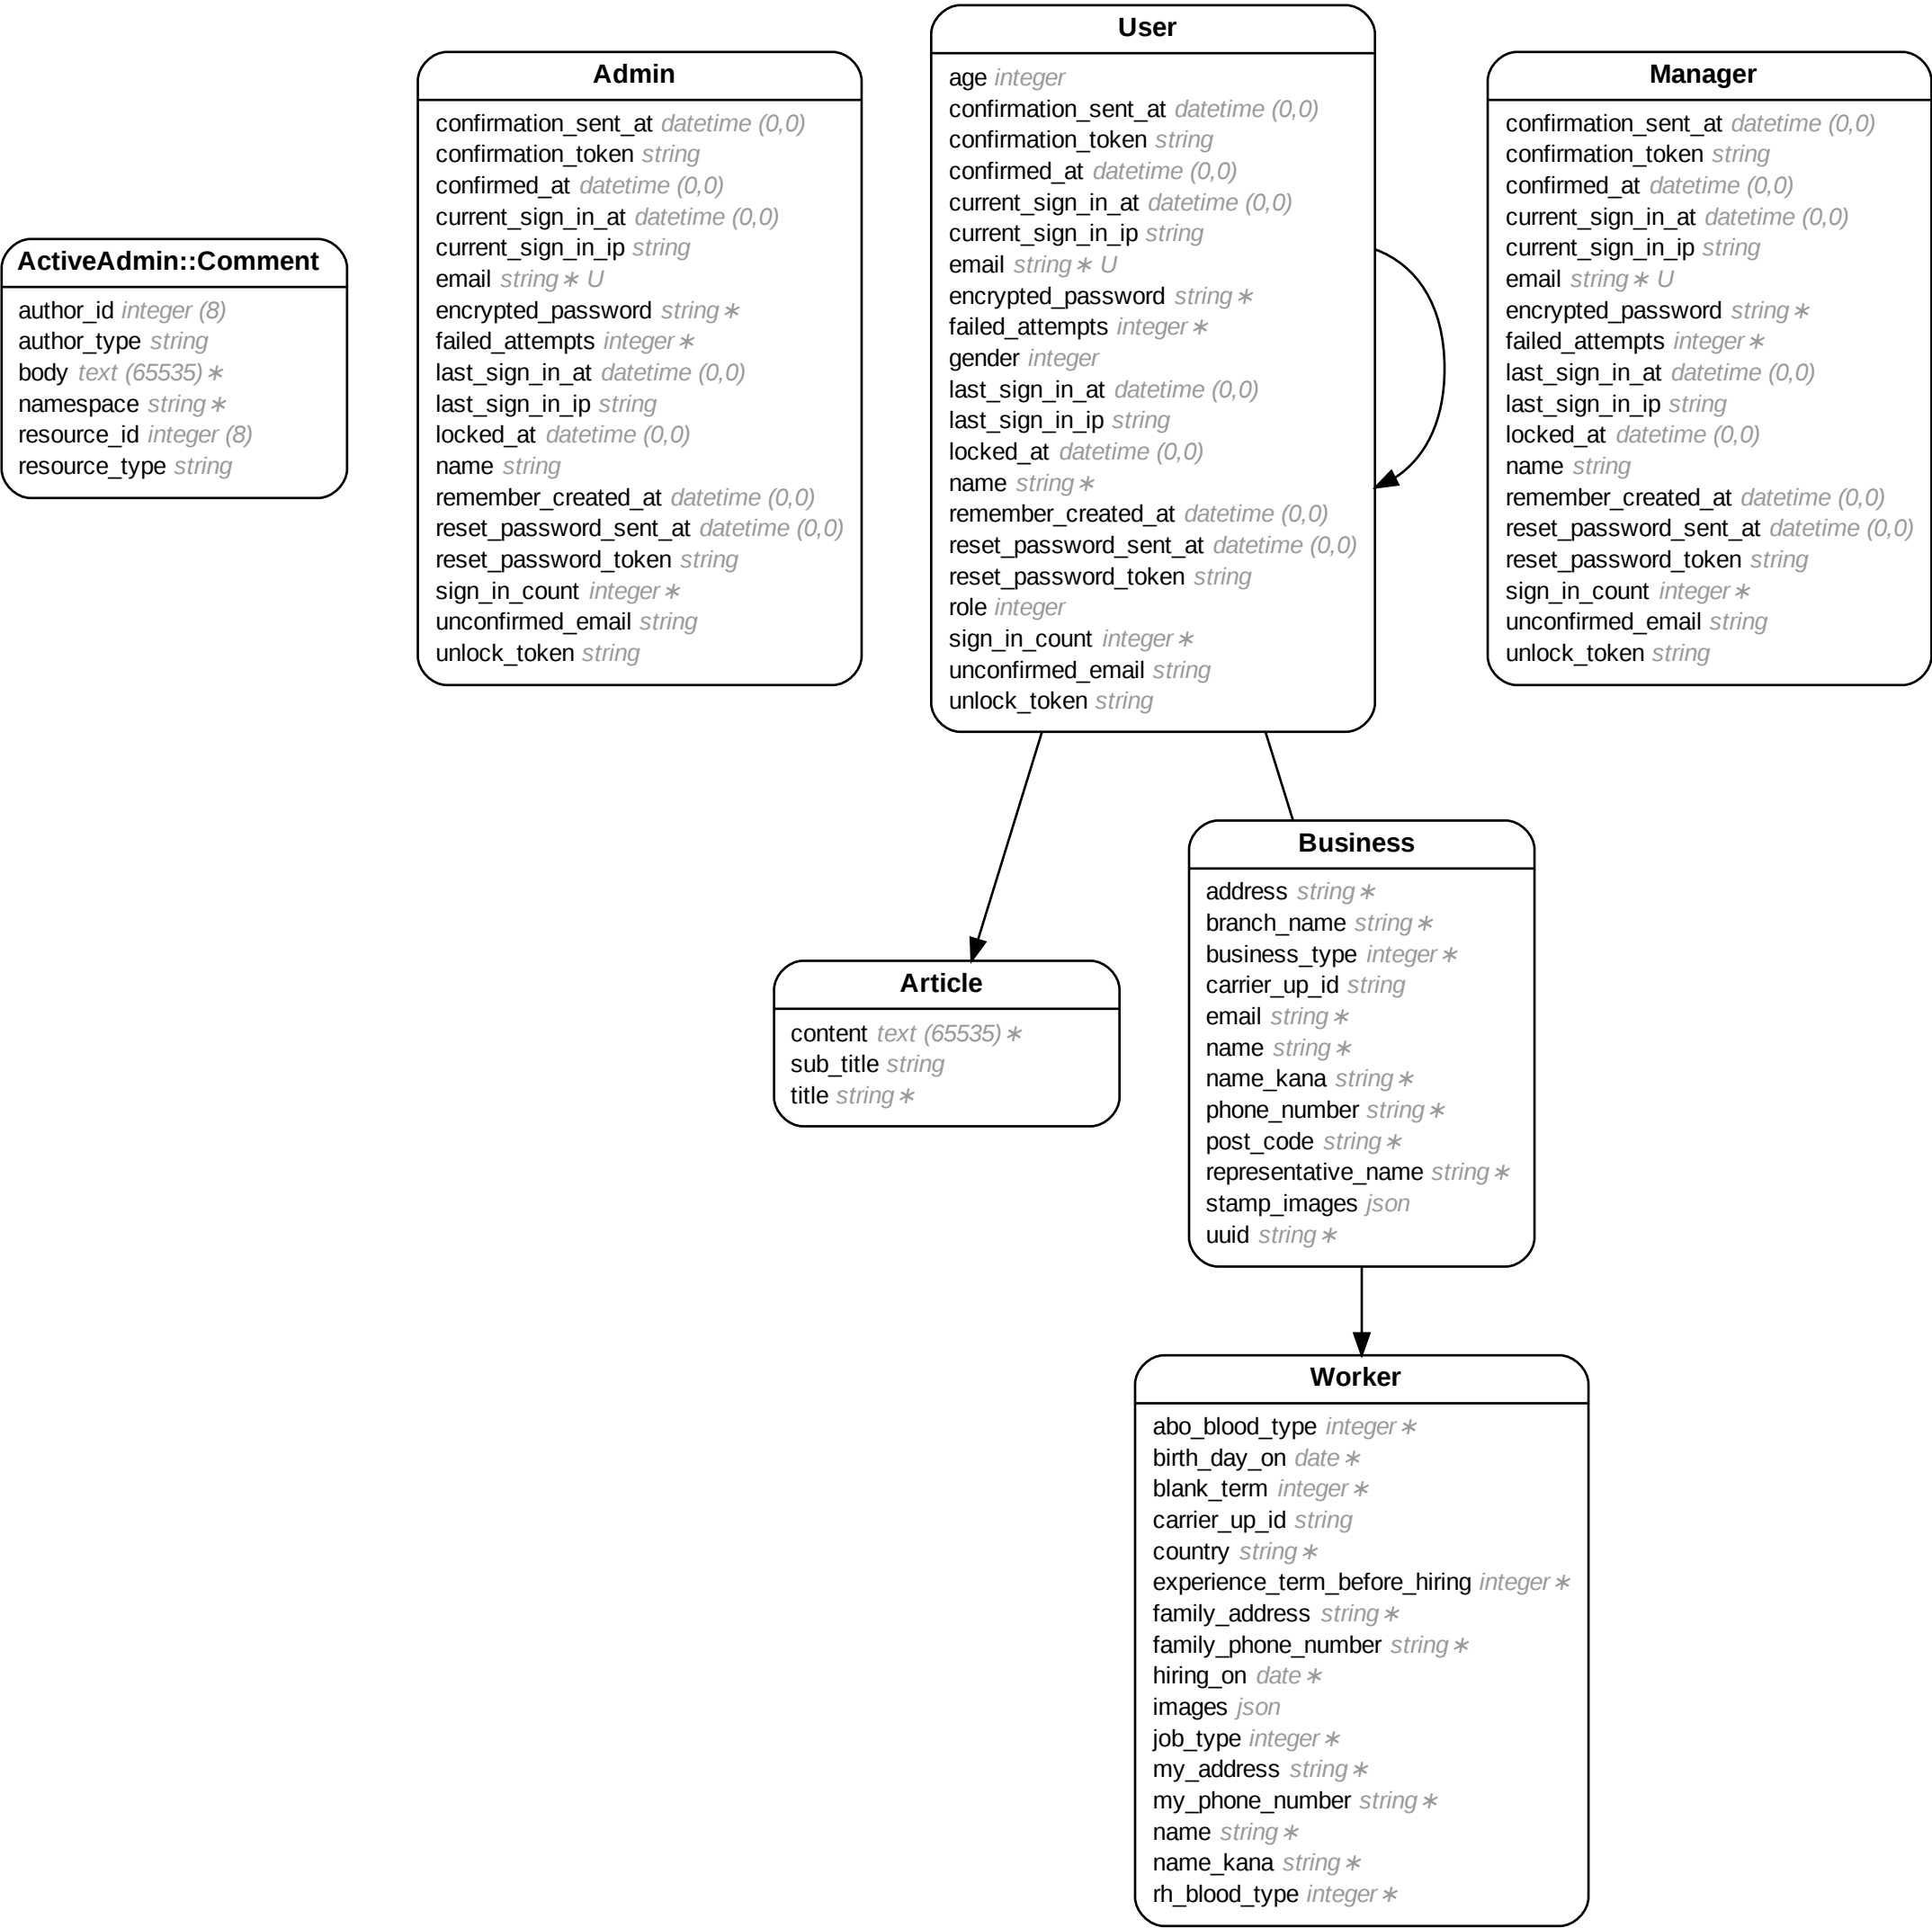 User
age integer
confirmation_sent_at datetime (0,0)
confirmation_token string
confirmed_at datetime (0,0)
current_sign_in_at datetime (0,0)
current_sign_in_ip string
email string∗ U
encrypted_password string∗
failed_attempts integer∗
gender integer
last_sign_in_at datetime (0,0)
last_sign_in_ip string
locked_at datetime (0,0)
name string∗
remember_created_at datetime (0,0)
reset_password_sent_at datetime (0,0)
reset_password_token string
role integer
sign_in_count integer∗
unconfirmed_email string
unlock_token string
Admin
confirmation_sent_at datetime (0,0)
confirmation_token string
confirmed_at datetime (0,0)
current_sign_in_at datetime (0,0)
current_sign_in_ip string
email string∗ U
encrypted_password string∗
failed_attempts integer∗
last_sign_in_at datetime (0,0)
last_sign_in_ip string
locked_at datetime (0,0)
name string
remember_created_at datetime (0,0)
reset_password_sent_at datetime (0,0)
reset_password_token string
sign_in_count integer∗
unconfirmed_email string
unlock_token string
Manager
confirmation_sent_at datetime (0,0)
confirmation_token string
confirmed_at datetime (0,0)
current_sign_in_at datetime (0,0)
current_sign_in_ip string
email string∗ U
encrypted_password string∗
failed_attempts integer∗
last_sign_in_at datetime (0,0)
last_sign_in_ip string
locked_at datetime (0,0)
name string
remember_created_at datetime (0,0)
reset_password_sent_at datetime (0,0)
reset_password_token string
sign_in_count integer∗
unconfirmed_email string
unlock_token string
ActiveAdmin::Comment
author_id integer (8)
author_type string
body text (65535)∗
namespace string∗
resource_id integer (8)
resource_type string
Business
address string∗
branch_name string∗
business_type integer∗
carrier_up_id string
email string∗
name string∗
name_kana string∗
phone_number string∗
post_code string∗
representative_name string∗
stamp_images json
uuid string∗
Article
content text (65535)∗
sub_title string
title string∗
Worker
abo_blood_type integer∗
birth_day_on date∗
blank_term integer∗
carrier_up_id string
country string∗
experience_term_before_hiring integer∗
family_address string∗
family_phone_number string∗
hiring_on date∗
images json
job_type integer∗
my_address string∗
my_phone_number string∗
name string∗
name_kana string∗
rh_blood_type integer∗